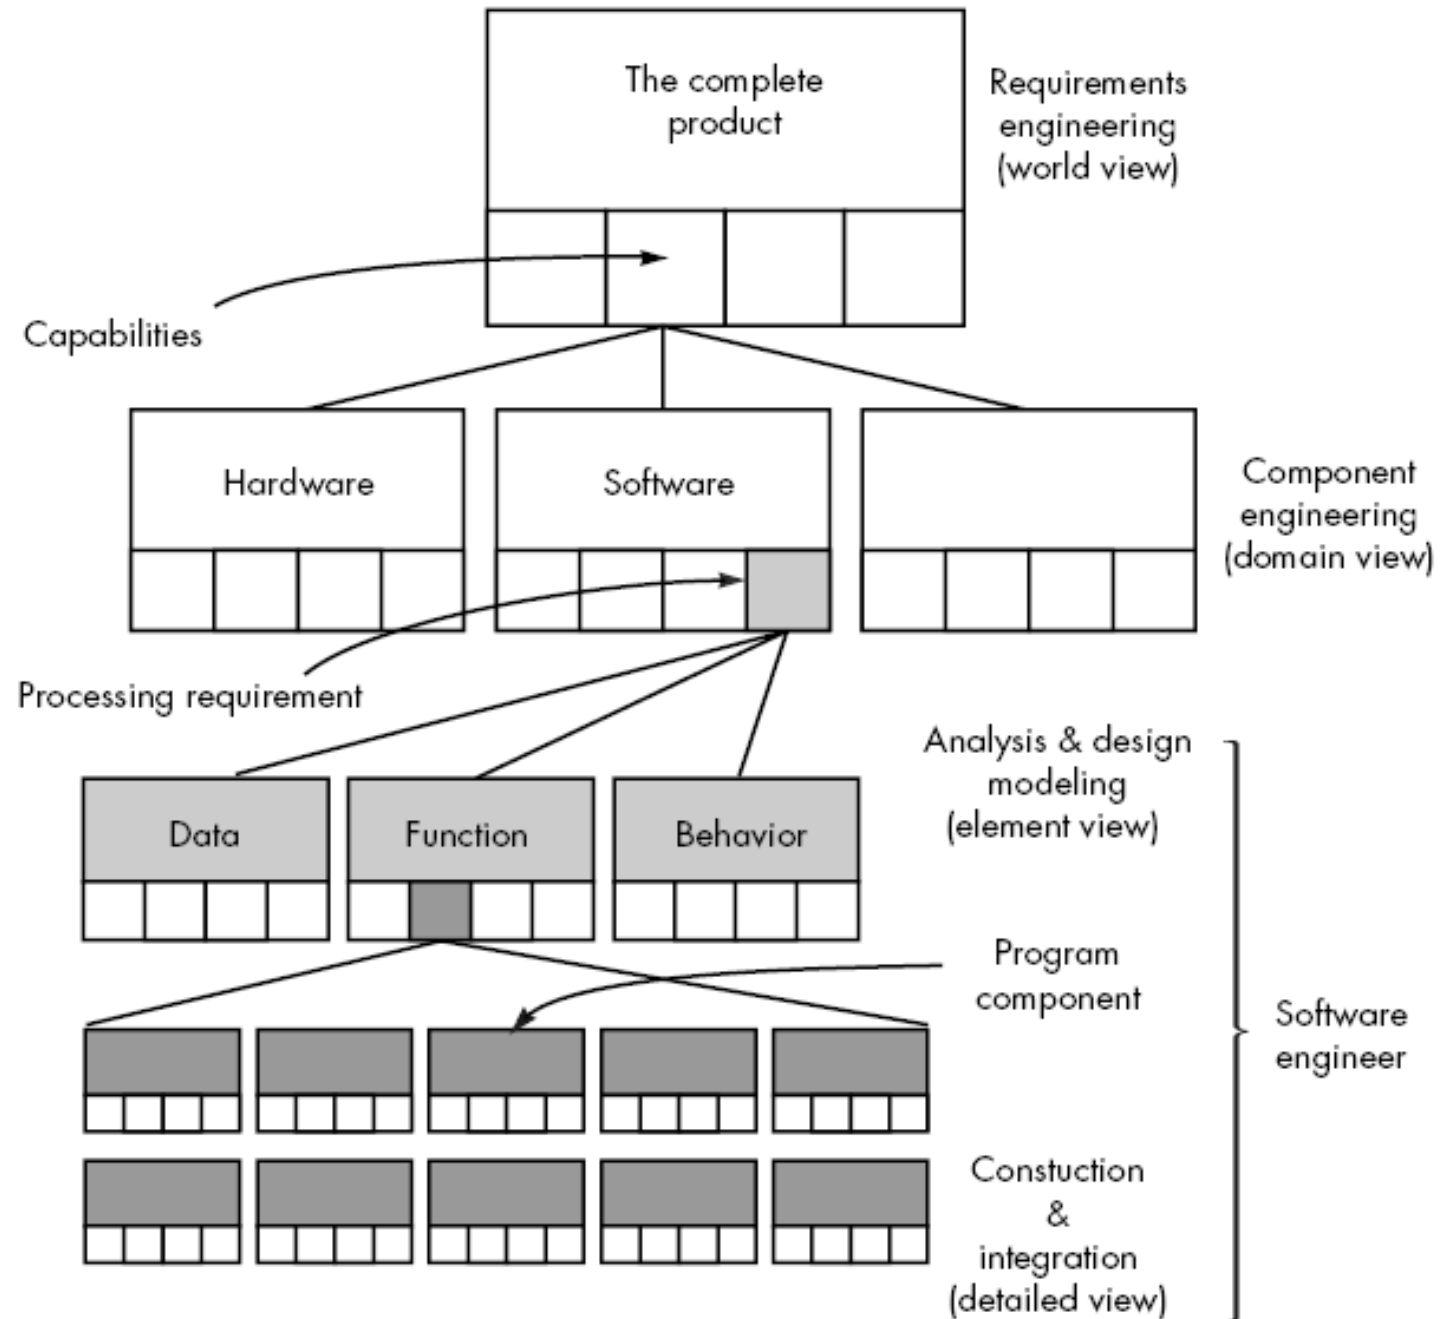 The complete
product
Requirements
engineering
(world view)
Capabilities
Hardware
Software
Component
engineering
(domain view)
Processing requirement
Analysis & design
modeling
(element view)
Data
Function
Behavior
Program
component
Software
engineer
Constuction
&
integration
(detailed view)